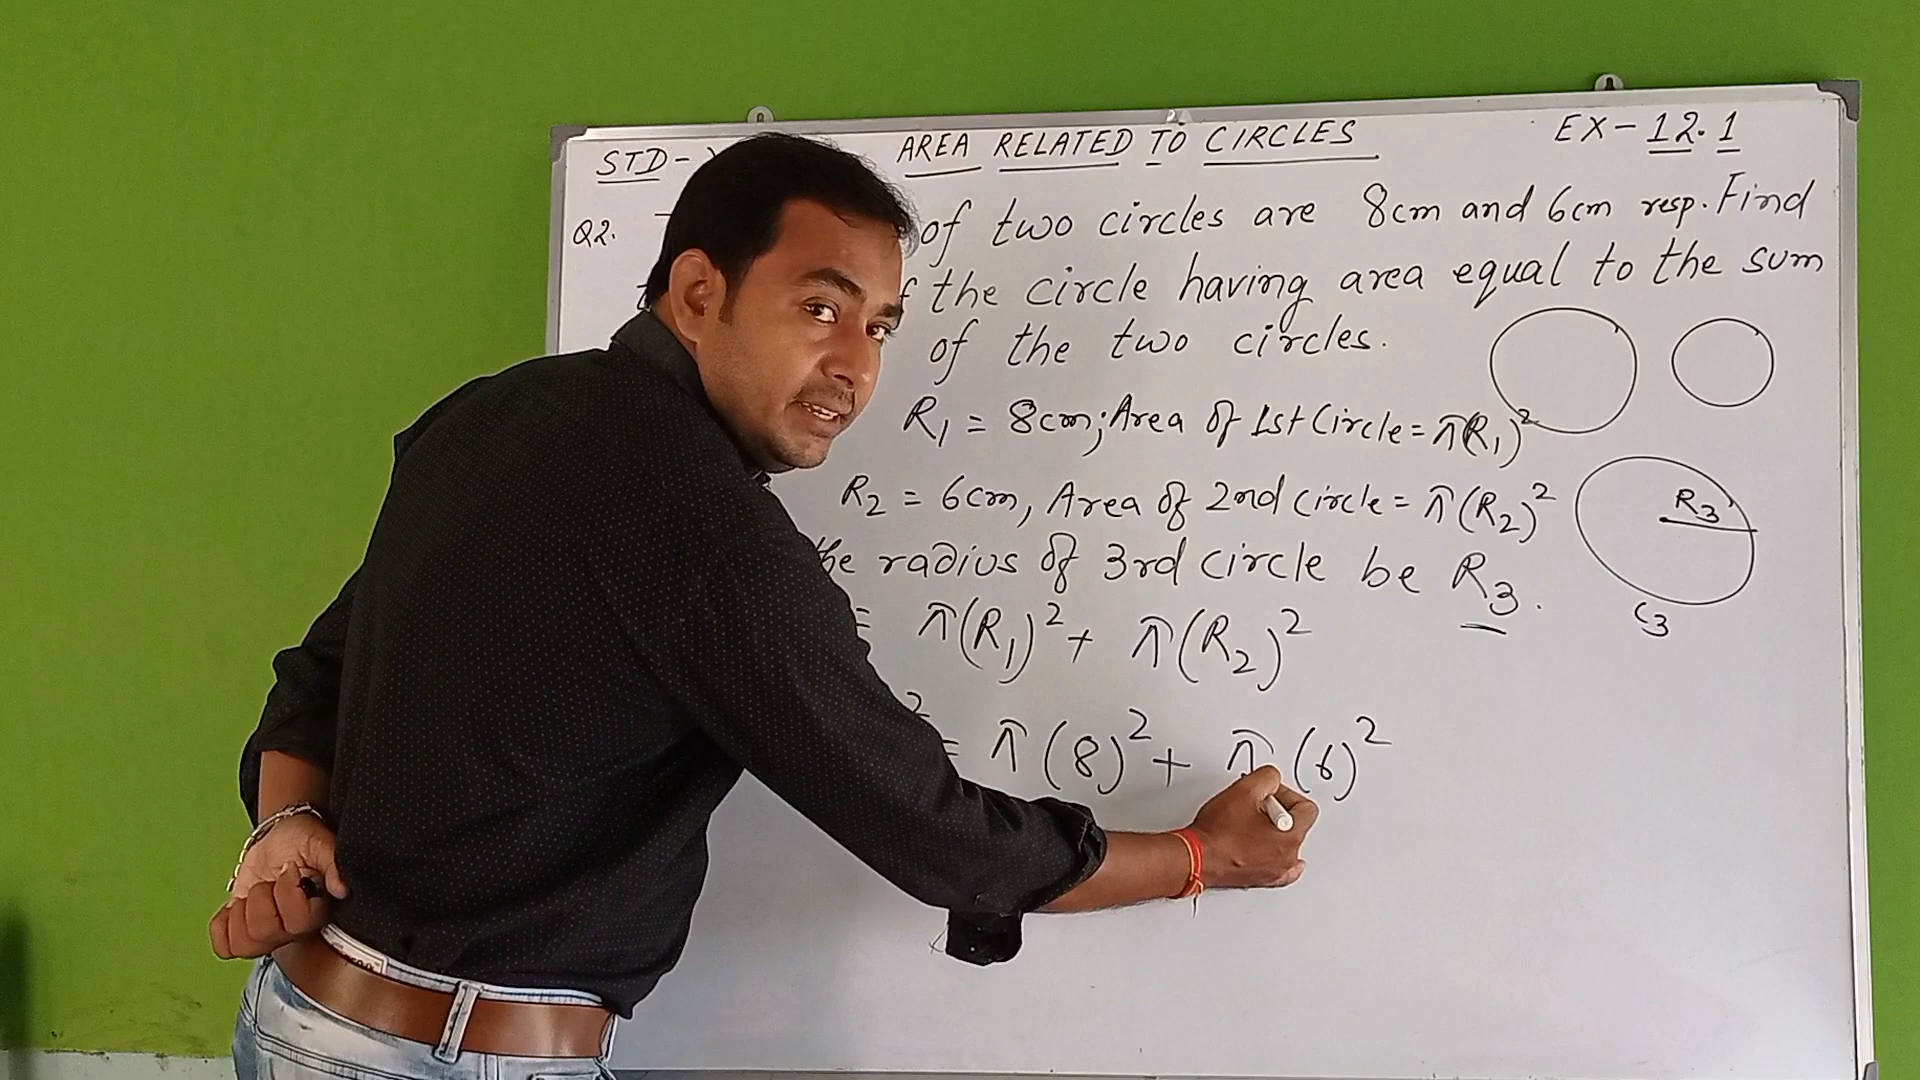 STD- AREA RELATED TO CIRCLES EX-12.1
Q2. of two circles are 8cm and 6cm resp. Find
the circle having area equal to the sum
of the two circles.
R₁ = 8cm; Area of 1st Circle = π(R₁)²
R₂ = 6cm, Area of 2nd circle = π(R₂)²
R₃
the radius of 3rd circle be R₃.
C₃
= π(R₁)² + π(R₂)²
² = π(8)² + π(6)²